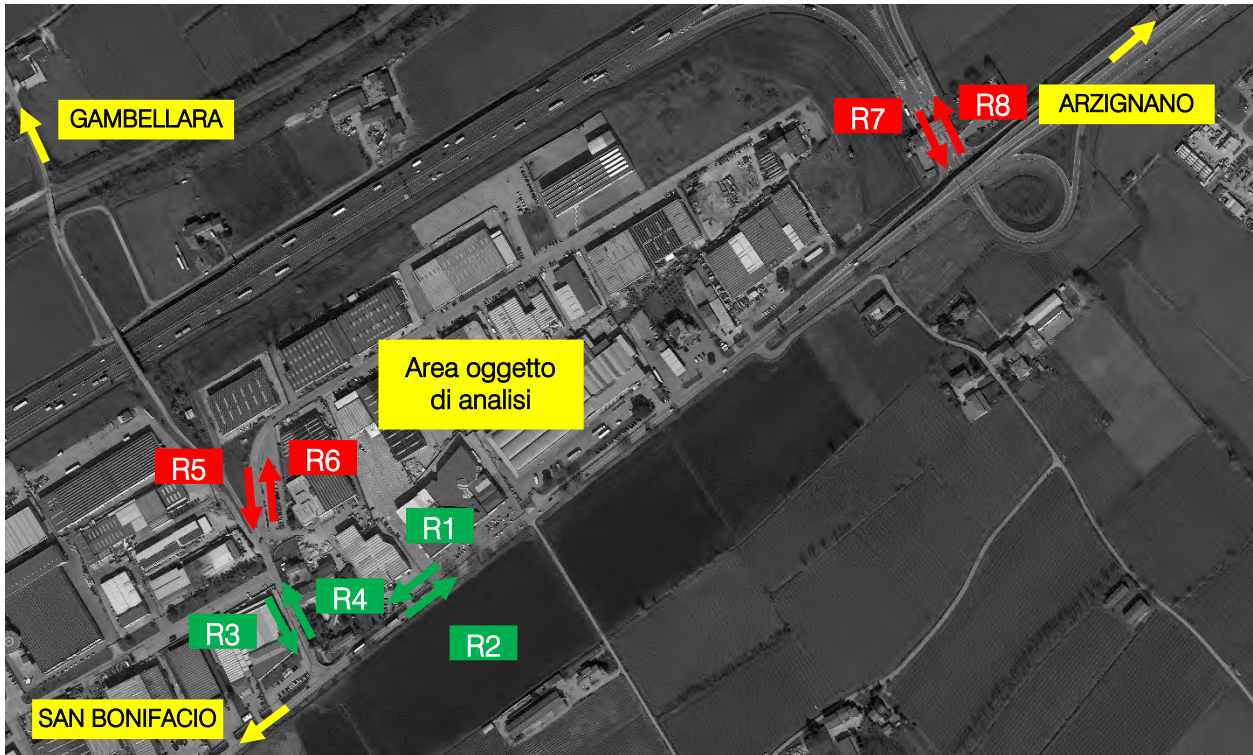 R7
R8
ARZIGNANO
GAMBELLARA
Area oggetto
di analisi
R5
R6
R1
R4
R3
R2
SAN BONIFACIO